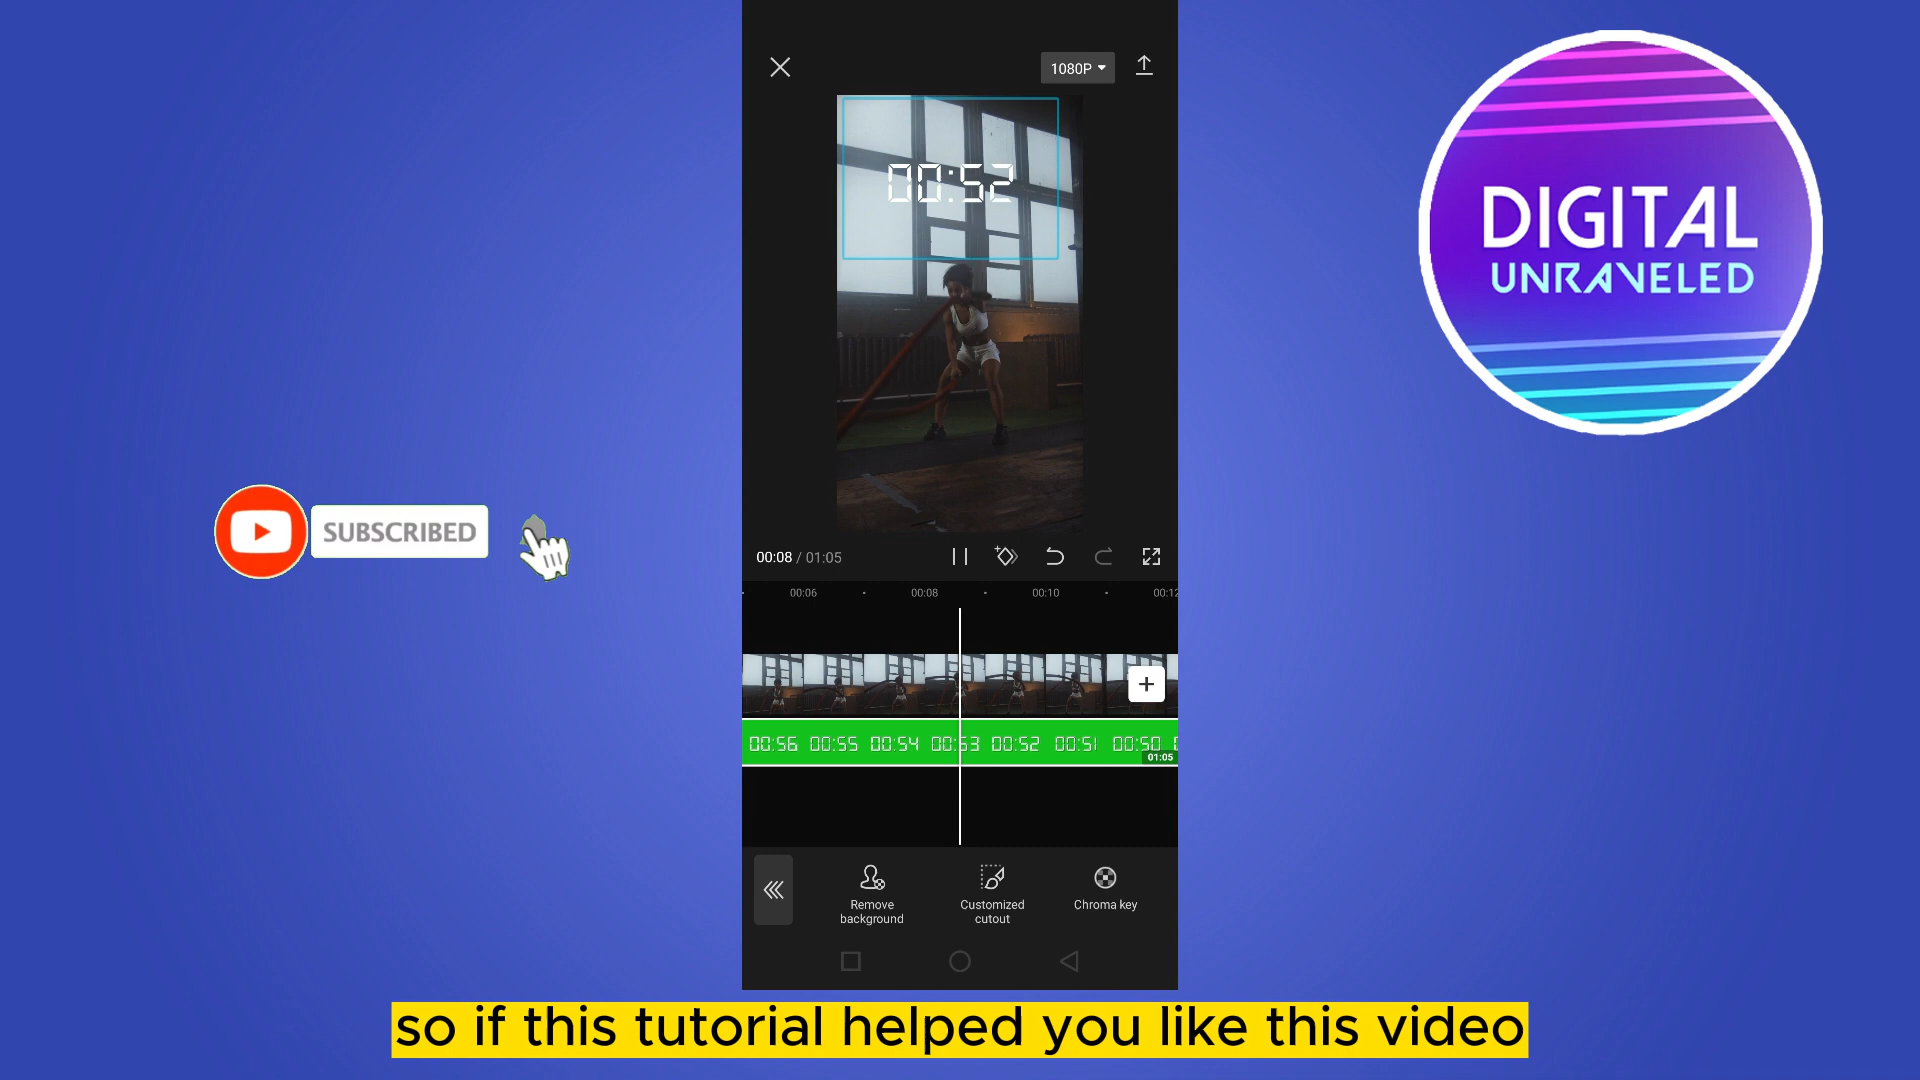 1080P
00:52
DIGITAL
UNRAVELED
SUBSCRIBED
00:08 / 01:05
00:06 00:08 00:10 00:12
00:56 00:55 00:54 00:53 00:52 00:51 00:50
01:05
Remove
background
Customized
cutout
Chroma key
so if this tutorial helped you like this video